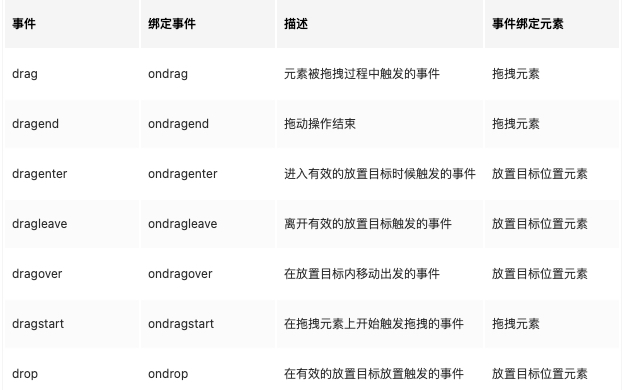 事件 绑定事件 描述 事件绑定元素
drag ondrag 元素被拖拽过程中触发的事件 拖拽元素
dragend ondragend 拖动操作结束 拖拽元素
dragenter ondragenter 进入有效的放置目标时候触发的事件 放置目标位置元素
dragleave ondragleave 离开有效的放置目标触发的事件 放置目标位置元素
dragover ondragover 在放置目标内移动出发的事件 放置目标位置元素
dragstart ondragstart 在拖拽元素上开始触发拖拽的事件 拖拽元素
drop ondrop 在有效的放置目标放置触发的事件 放置目标位置元素